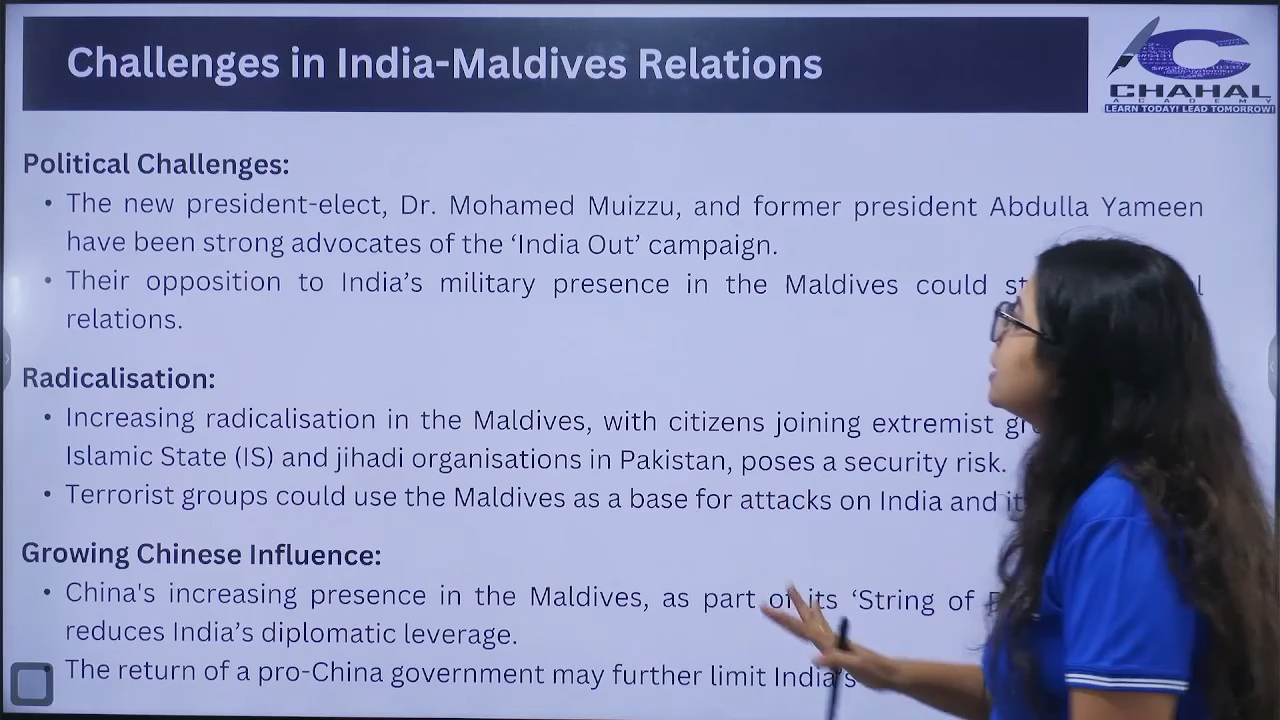 Challenges in India-Maldives Relations
CHAHAL
ACADEMY
LEARN TODAY! LEAD TOMORROW!
Political Challenges:
• The new president-elect, Dr. Mohamed Muizzu, and former president Abdulla Yameen
have been strong advocates of the ‘India Out’ campaign.
• Their opposition to India’s military presence in the Maldives could
relations.
Radicalisation:
• Increasing radicalisation in the Maldives, with citizens joining extremist
Islamic State (IS) and jihadi organisations in Pakistan, poses a security risk.
• Terrorist groups could use the Maldives as a base for attacks on India and
Growing Chinese Influence:
• China's increasing presence in the Maldives, as part of its ‘String of
reduces India’s diplomatic leverage.
The return of a pro-China government may further limit India’s